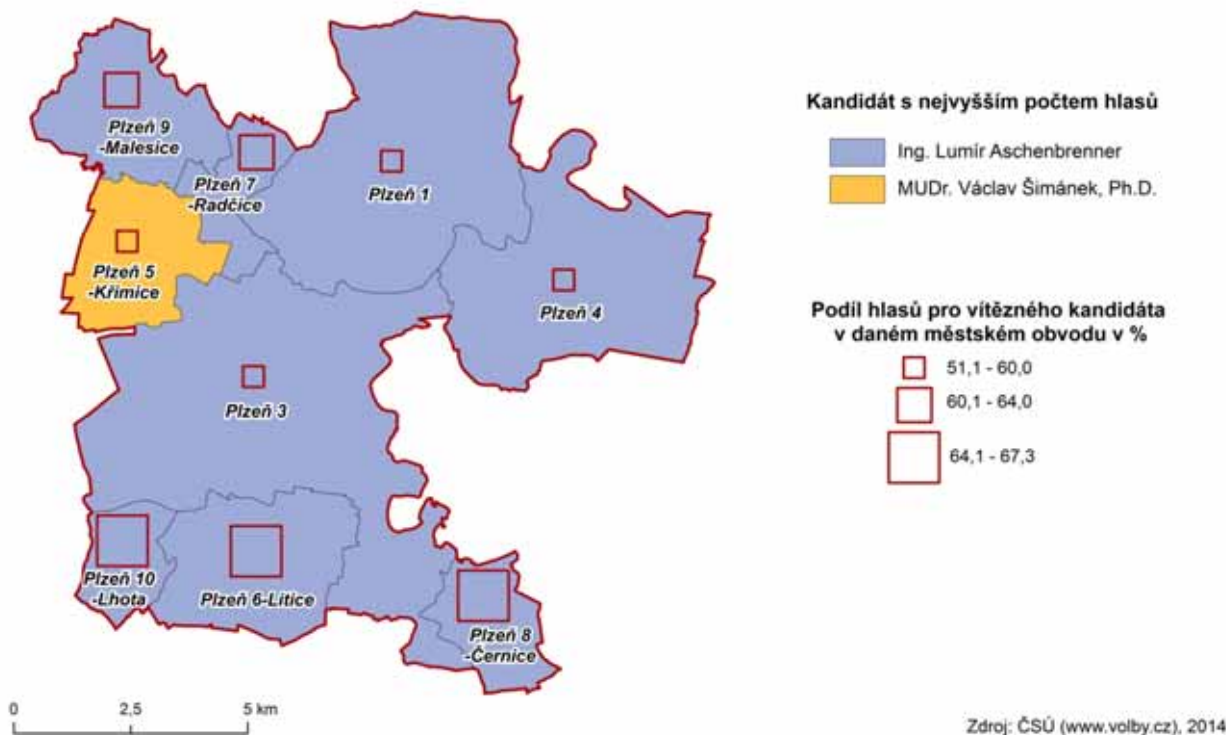 Plzeň 9
-Malesice
Plzeň 7
-Radčice
Plzeň 1
Plzeň 5
-Křimice
Plzeň 4
Plzeň 3
Plzeň 10
-Lhota
Plzeň 6-Litice
Plzeň 8
-Černice
0 2,5 5 km
Kandidát s nejvyšším počtem hlasů
Ing. Lumír Aschenbrenner
MUDr. Václav Šimánek, Ph.D.
Podíl hlasů pro vítězného kandidáta
v daném městském obvodu v %
51,1 - 60,0
60,1 - 64,0
64,1 - 67,3
Zdroj: ČSÚ (www.volby.cz), 2014